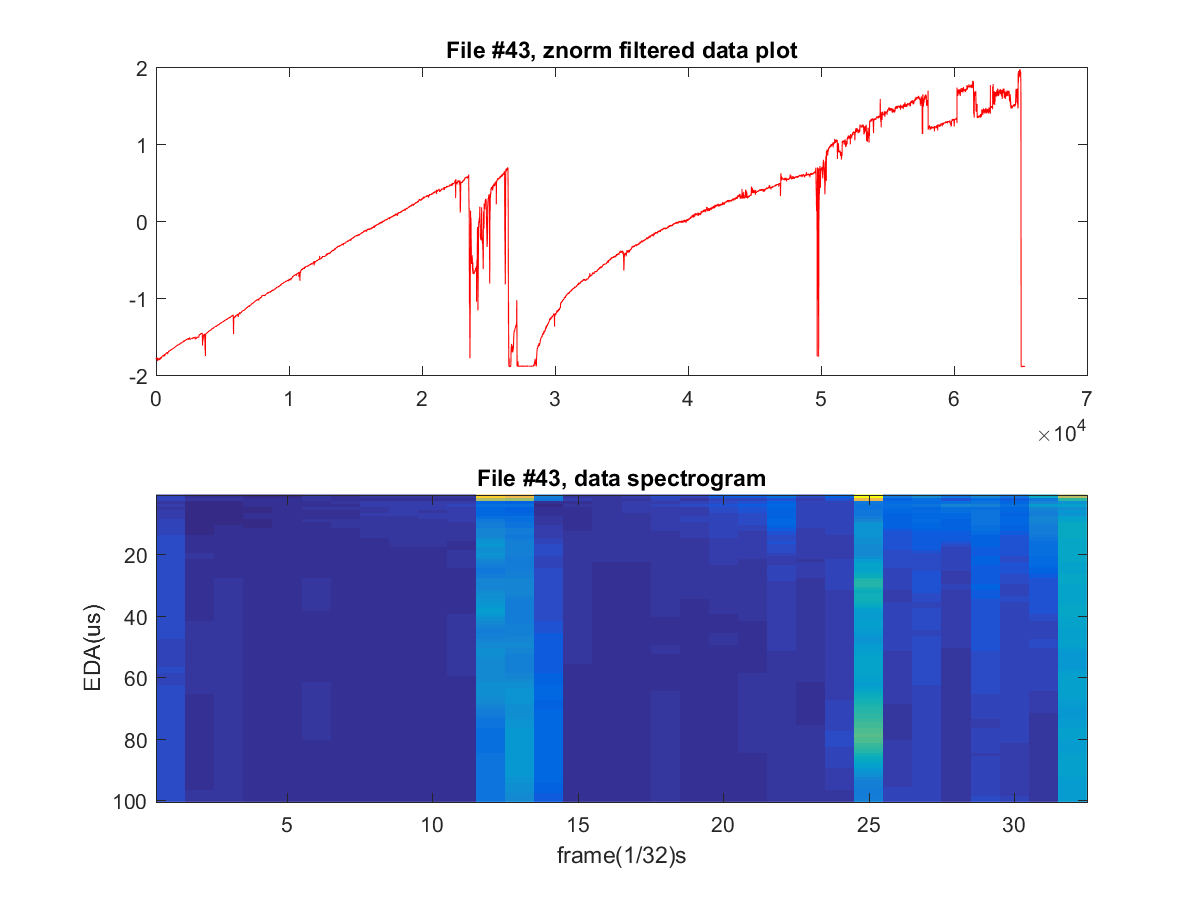 File #43, znorm filtered data plot
2
1
0
-1
-2
0 1 2 3 4 5 6 7
×10^4
File #43, data spectrogram
20
40
60
80
100
EDA(us)
5 10 15 20 25 30
frame(1/32)s